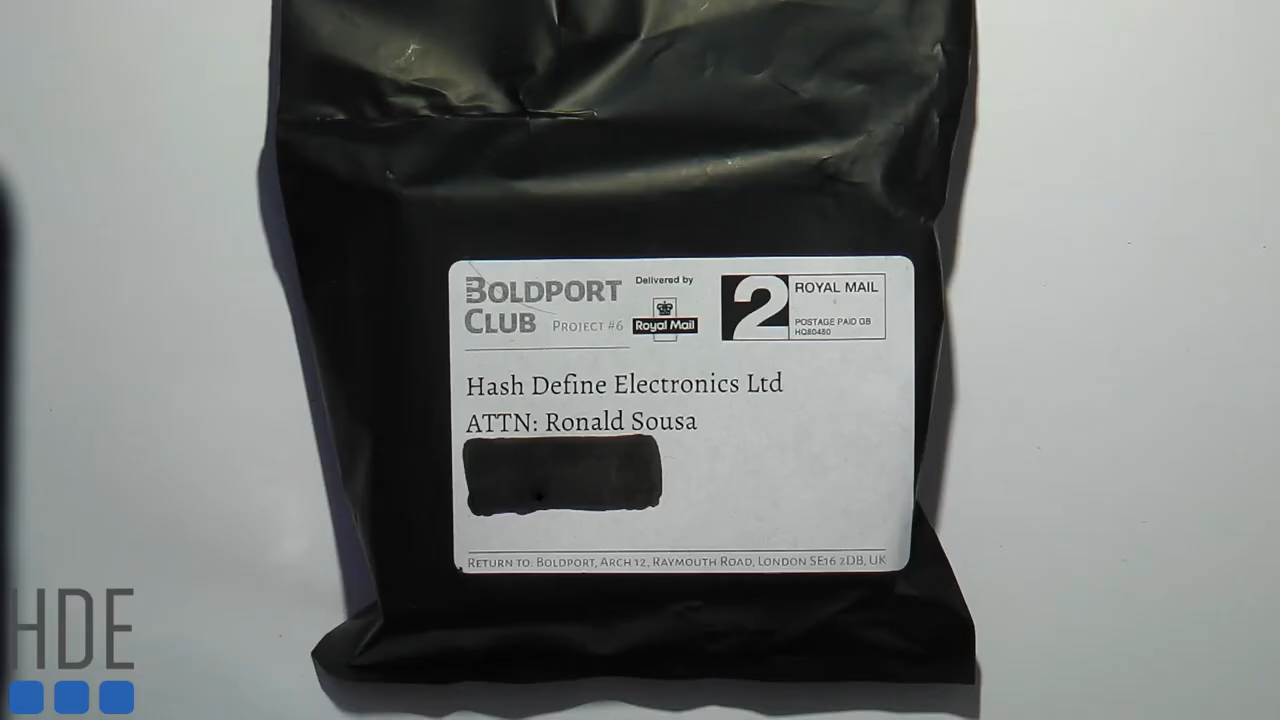 BOLDPORT
CLUB PROJECT #6
Delivered by
Royal Mail
2
ROYAL MAIL
POSTAGE PAID GB
HQ80480
Hash Define Electronics Ltd
ATTN: Ronald Sousa
RETURN TO: BOLDPORT, ARCH 12, RAYMOUTH ROAD, LONDON SE16 2DB, UK
HDE